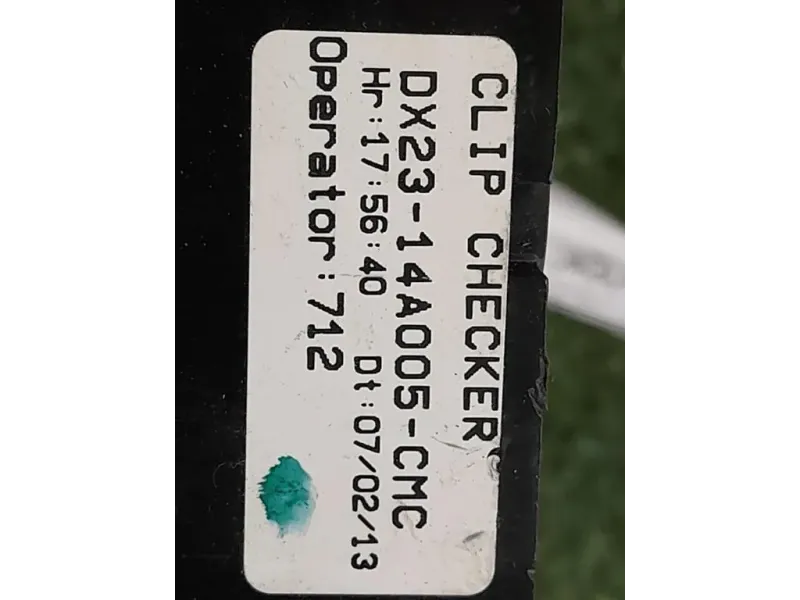 CLIP CHECKER
DX23-14A005-CMC
Hr:17:56:40 Dt:07/02/13
Operator:712